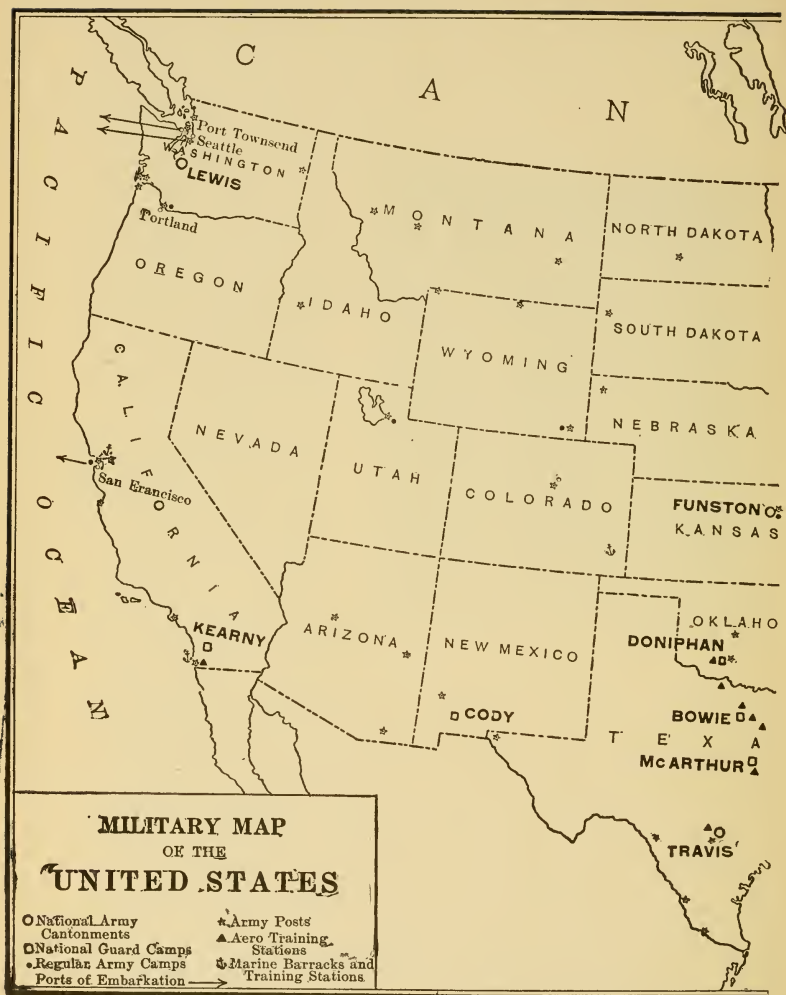 C A N
PACIFIC OCEAN
Port Townsend
Seattle
WASHINGTON
LEWIS
Portland
OREGON
MONTANA
NORTH DAKOTA
IDAHO
SOUTH DAKOTA
WYOMING
CALIFORNIA
NEVADA
NEBRASKA
UTAH
COLORADO
San Francisco
FUNSTON
KANSAS
KEARNY
ARIZONA
NEW MEXICO
OKLAHO
DONIPHAN
CODY
BOWIE
TEXA
McARTHUR
TRAVIS
MILITARY MAP
OF THE
UNITED STATES
National Army
Cantonments
National Guard Camps
Regular Army Camps
Ports of Embarkation
Army Posts
Aero Training
Stations
Marine Barracks and
Training Stations